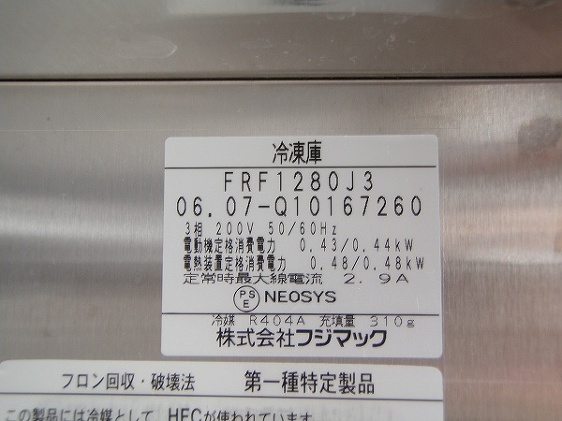 冷凍庫
FRF1280J3
06.07-Q10167260
3相 200V 50/60Hz
電動機定格消費電力 0.43/0.44kW
電熱装置定格消費電力 0.48/0.48kW
定常時最大線電流 2.9A
PS
E NEOSYS
冷媒 R404A 充填量 310g
株式会社フジマック
フロン回収・破壊法 第一種特定製品
この製品には冷媒として、HFCが使われています